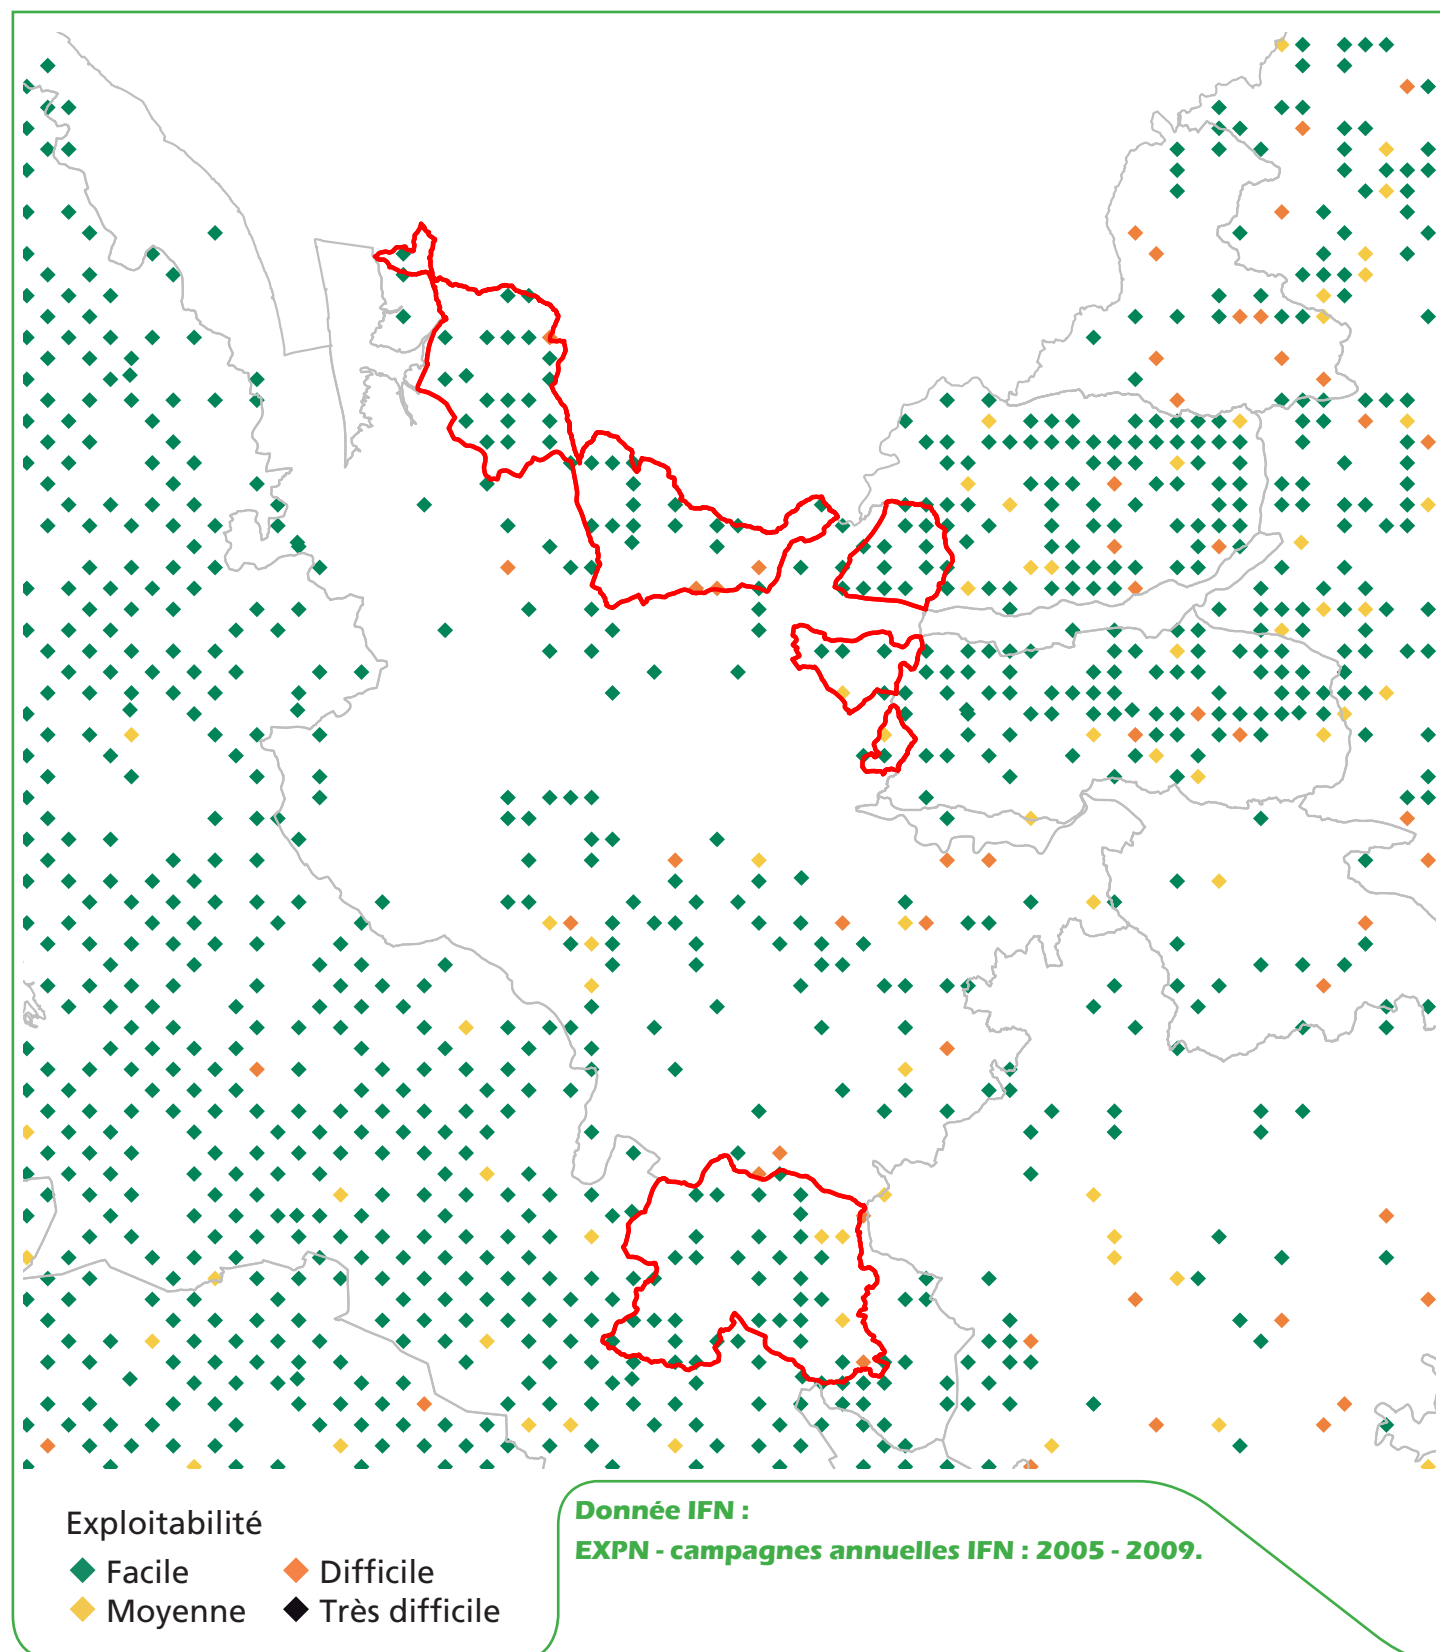 Exploitabilité
Facile
Difficile
Moyenne
Très difficile
Donnée IFN :
EXPN - campagnes annuelles IFN : 2005 - 2009.